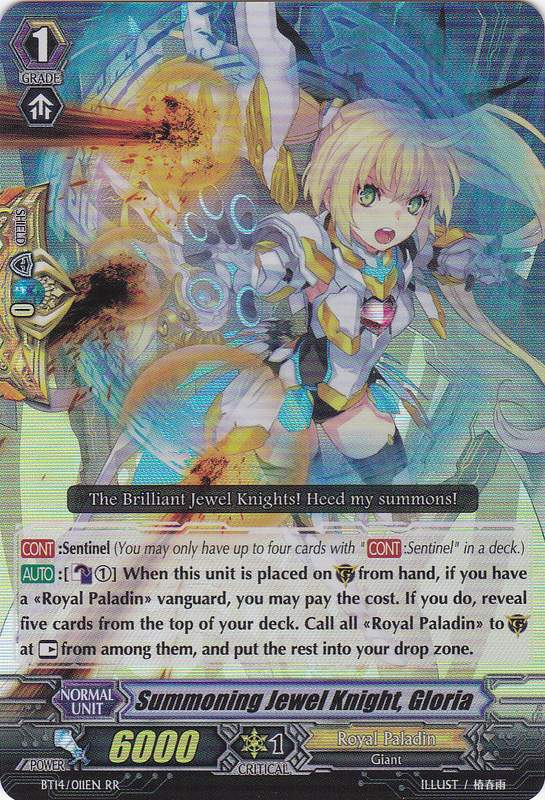 1
GRADE
SHIELD
0
The Brilliant Jewel Knights! Heed my summons!
CONT :Sentinel (You may only have up to four cards with "CONT :Sentinel" in a deck.)
AUTO :[ ①] When this unit is placed on G from hand, if you have
a «Royal Paladin» vanguard, you may pay the cost. If you do, reveal
five cards from the top of your deck. Call all «Royal Paladin» to G
at from among them, and put the rest into your drop zone.
NORMAL
UNIT
Summoning Jewel Knight, Gloria
POWER
6000
1
CRITICAL
Royal Paladin
Giant
BT14/011EN RR
ILLUST / 椿春雨